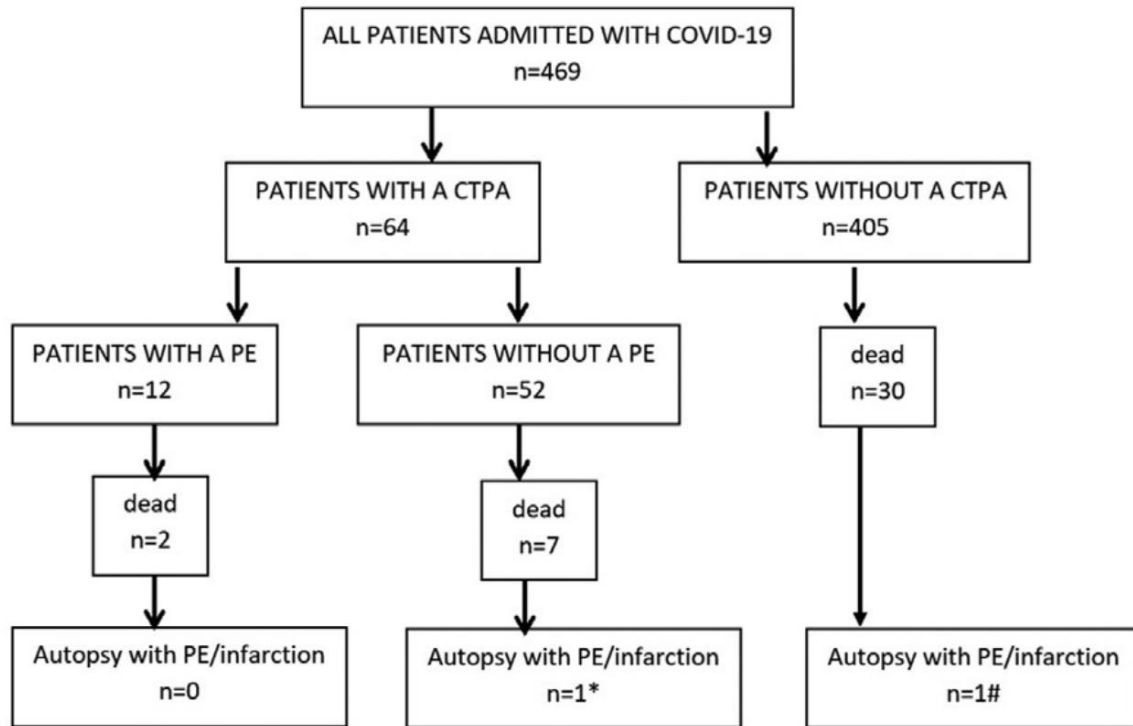 ALL PATIENTS ADMITTED WITH COVID-19
n=469
PATIENTS WITH A CTPA
n=64
PATIENTS WITHOUT A CTPA
n=405
PATIENTS WITH A PE
n=12
PATIENTS WITHOUT A PE
n=52
dead
n=30
dead
n=2
dead
n=7
Autopsy with PE/infarction
n=0
Autopsy with PE/infarction
n=1*
Autopsy with PE/infarction
n=1#